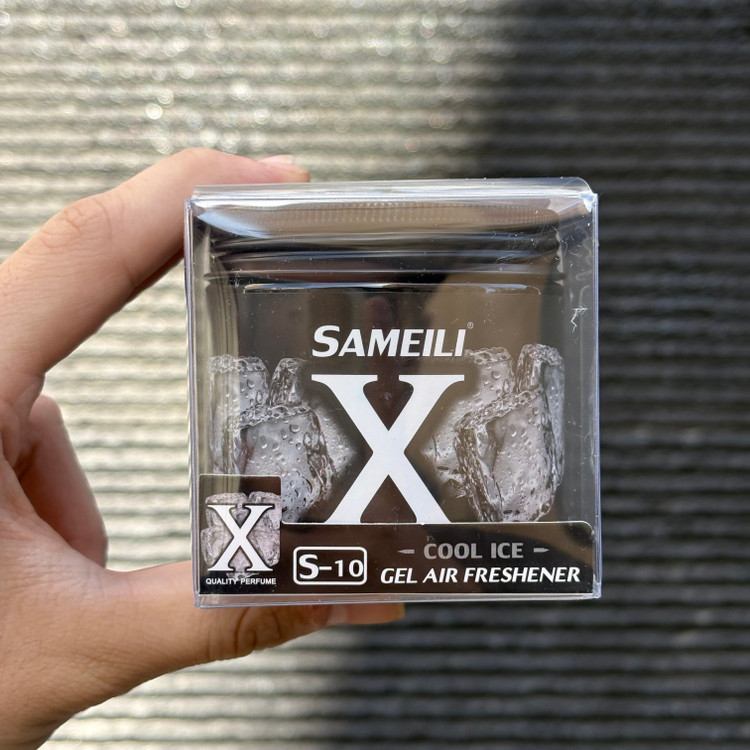 SAMEILI®
X
X
QUALITY PERFUME
S-10
COOL ICE
GEL AIR FRESHENER